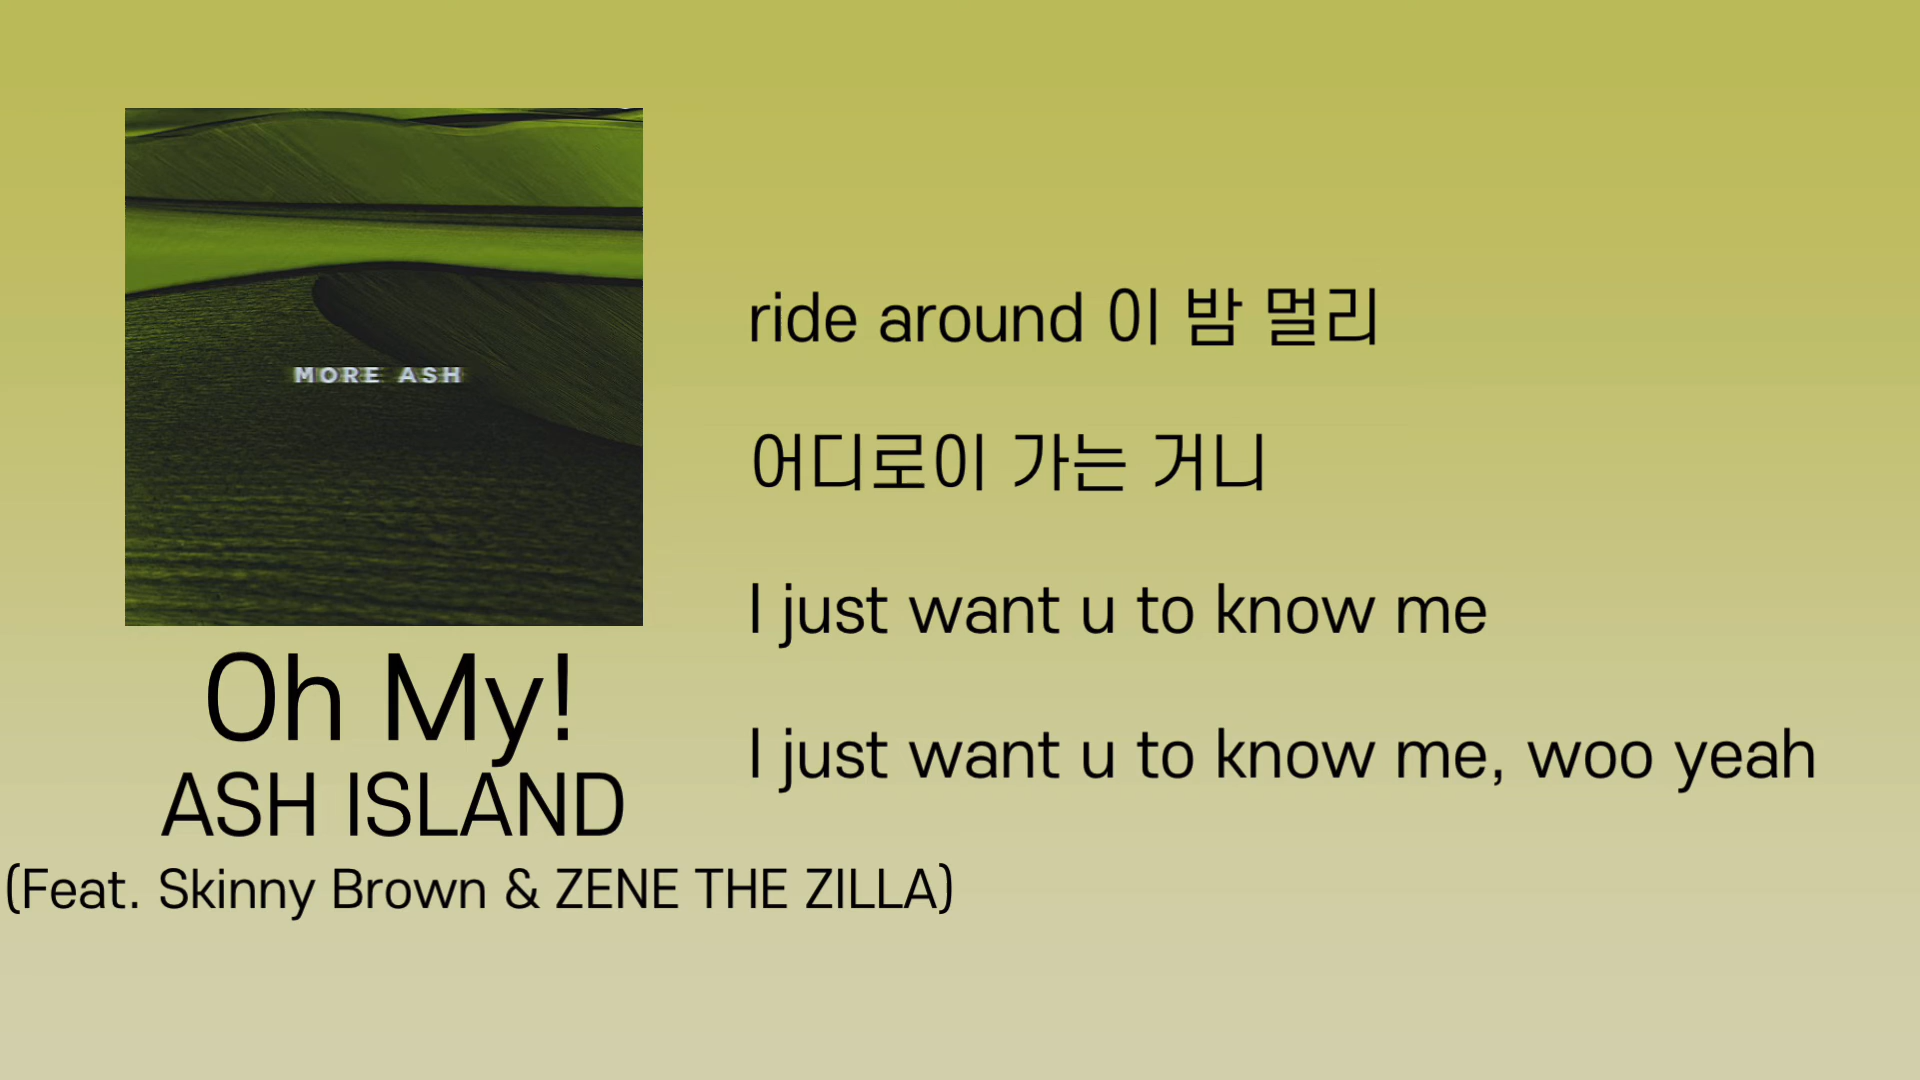 MORE ASH
Oh My!
ASH ISLAND
(Feat. Skinny Brown & ZENE THE ZILLA)
ride around 이 밤 멀리
어디로이 가는 거니
I just want u to know me
I just want u to know me, woo yeah